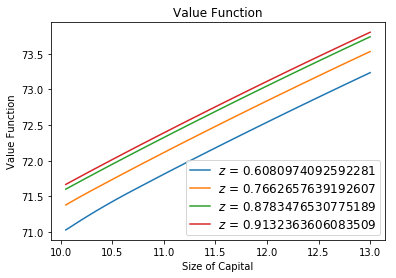 Value Function
Value Function
73.5
73.0
72.5
72.0
71.5
71.0
z = 0.6080974092592281
z = 0.7662657639192607
z = 0.8783476530775189
z = 0.9132363606083509
10.0 10.5 11.0 11.5 12.0 12.5 13.0
Size of Capital